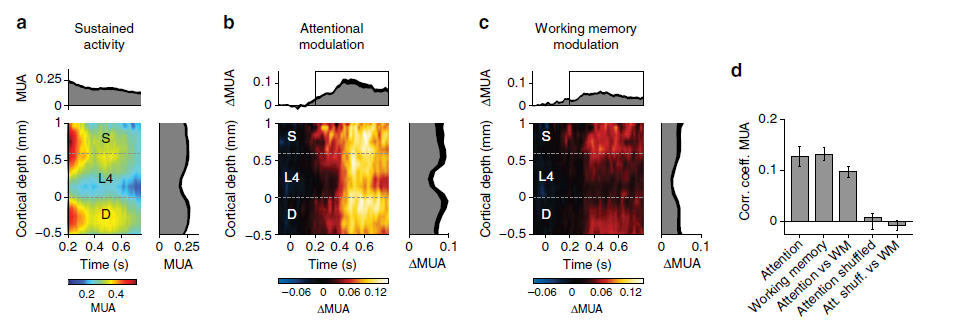 a
Sustained
activity
MUA
0.25
0
Cortical depth (mm)
1
0.5
0
−0.5
S
L4
D
0.2 0.4 0.6
Time (s)
0 0.25
MUA
0.2 0.4
MUA
b
Attentional
modulation
ΔMUA
0.1
0
Cortical depth (mm)
1
0.5
0
−0.5
S
L4
D
0 0.2 0.4 0.6
Time (s)
0 0.1
ΔMUA
−0.06 0 0.06 0.12
ΔMUA
c
Working memory
modulation
ΔMUA
0.1
0
Cortical depth (mm)
1
0.5
0
−0.5
S
L4
D
0 0.2 0.4 0.6
Time (s)
0 0.1
ΔMUA
−0.06 0 0.06 0.12
ΔMUA
d
Corr. coeff. MUA
0.2
0.1
0
Attention
Working memory
Attention vs WM
Attention shuffled
Att. shuff. vs WM